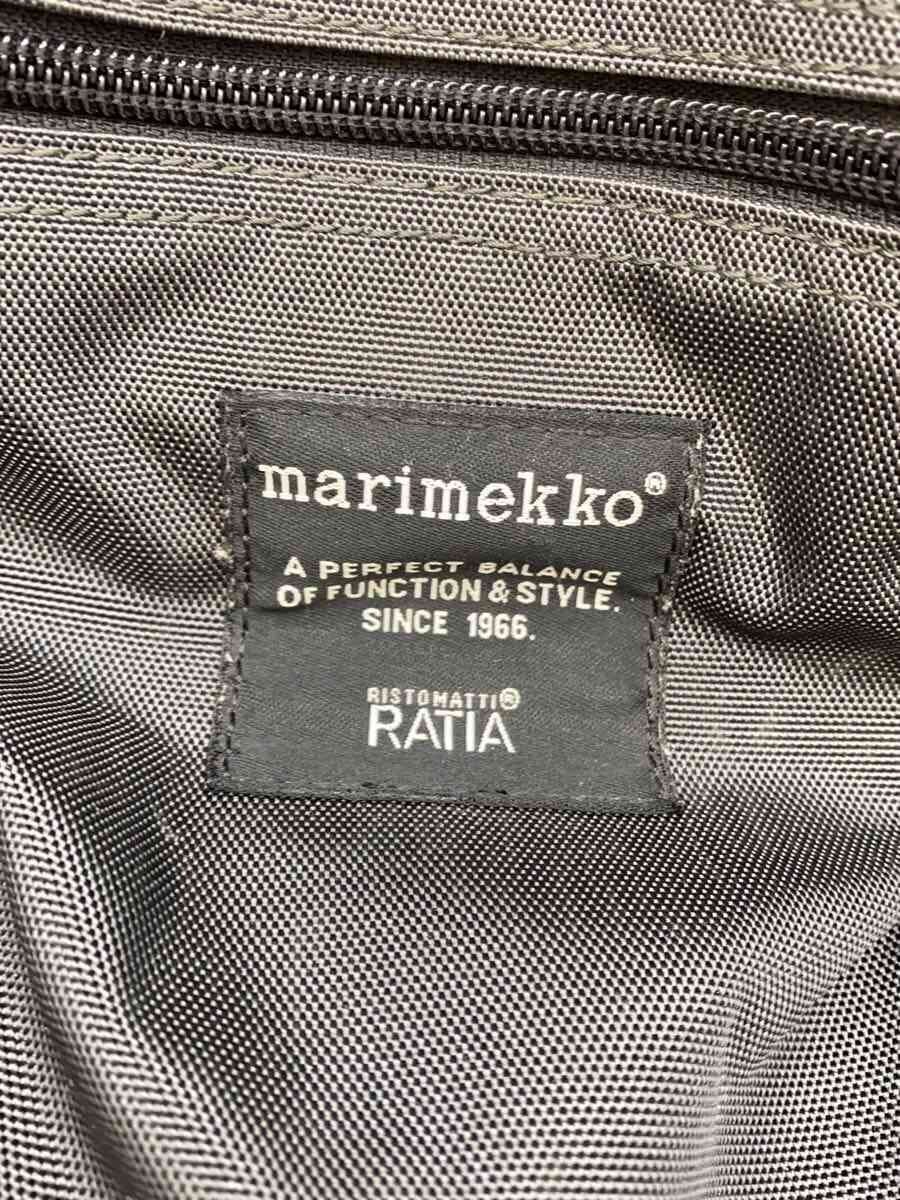 marimekko®
A PERFECT BALANCE
OF FUNCTION & STYLE.
SINCE 1966.
RISTOMATTI®
RATIA